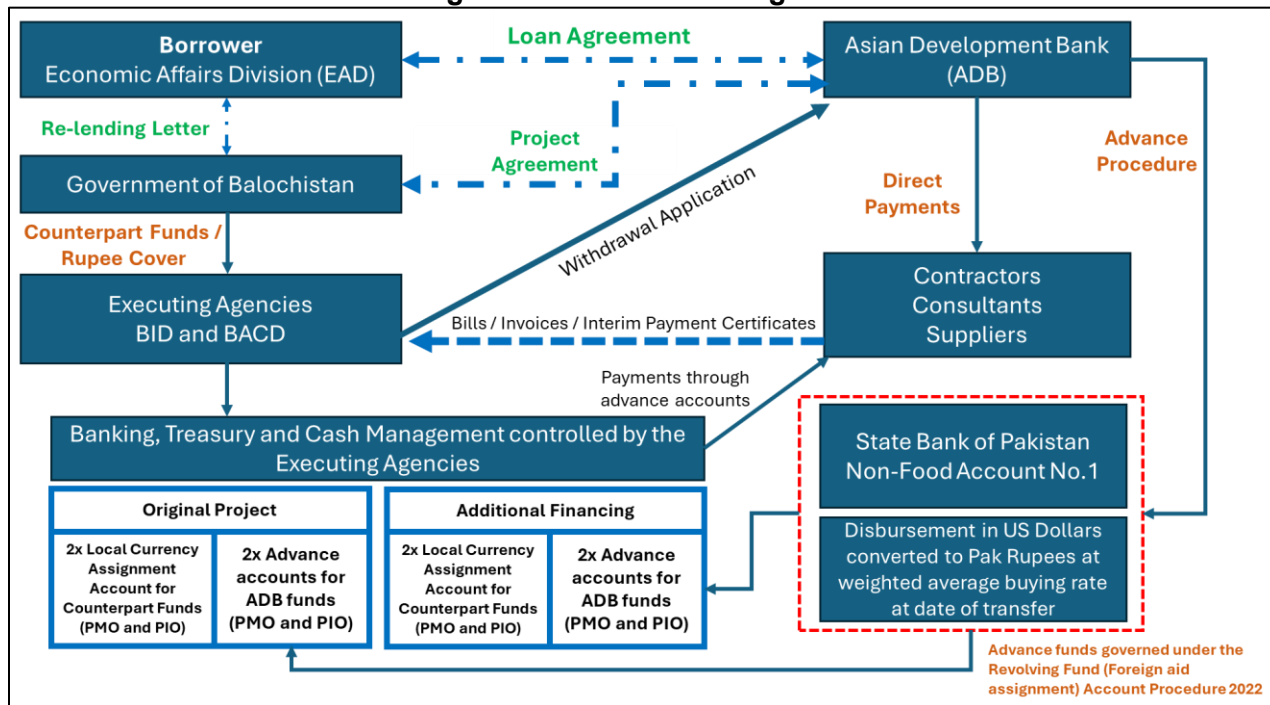 Borrower
Economic Affairs Division (EAD)
Loan Agreement
Asian Development Bank
(ADB)
Re-lending Letter
Project
Agreement
Advance
Procedure
Government of Balochistan
Withdrawal Application
Direct
Payments
Counterpart Funds /
Rupee Cover
Executing Agencies
BID and BACD
Bills / Invoices / Interim Payment Certificates
Contractors
Consultants
Suppliers
Payments through
advance accounts
Banking, Treasury and Cash Management controlled by the
Executing Agencies
State Bank of Pakistan
Non-Food Account No.1
Original Project
2x Local Currency
Assignment
Account for
Counterpart Funds
(PMO and PIO)
2x Advance
accounts for
ADB funds
(PMO and PIO)
Additional Financing
2x Local Currency
Assignment
Account for
Counterpart Funds
(PMO and PIO)
2x Advance
accounts for
ADB funds
(PMO and PIO)
Disbursement in US Dollars
converted to Pak Rupees at
weighted average buying rate
at date of transfer
Advance funds governed under the
Revolving Fund (Foreign aid
assignment) Account Procedure 2022